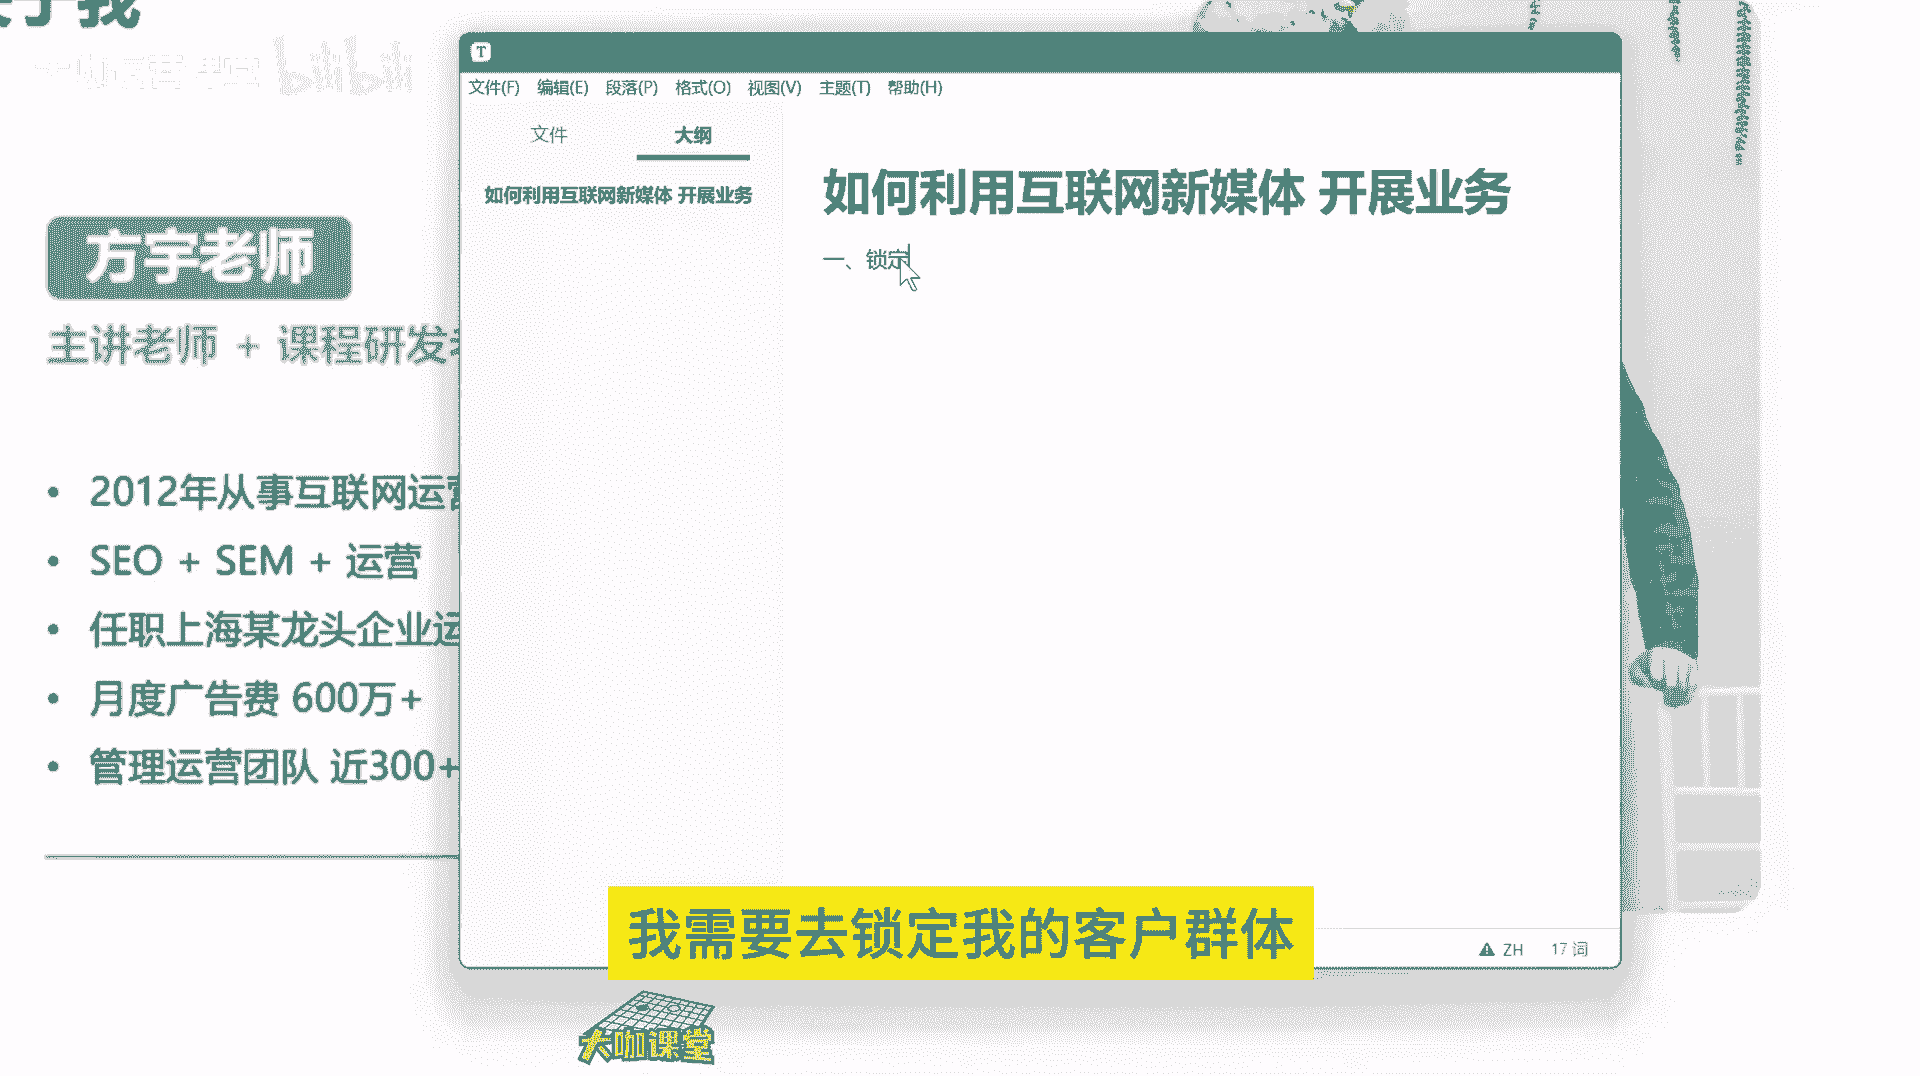 于我
bilibili
方宇老师
主讲老师 + 课程研发
• 2012年从事互联网运营
• SEO + SEM + 运营
• 任职上海某龙头企业运
• 月度广告费 600万+
• 管理运营团队 近300+
T
文件(F) 编辑(E) 段落(P) 格式(O) 视图(V) 主题(T) 帮助(H)
文件 大纲
如何利用互联网新媒体 开展业务
如何利用互联网新媒体 开展业务
一、锁定
ZH 17 词
我需要去锁定我的客户群体
大咖课堂